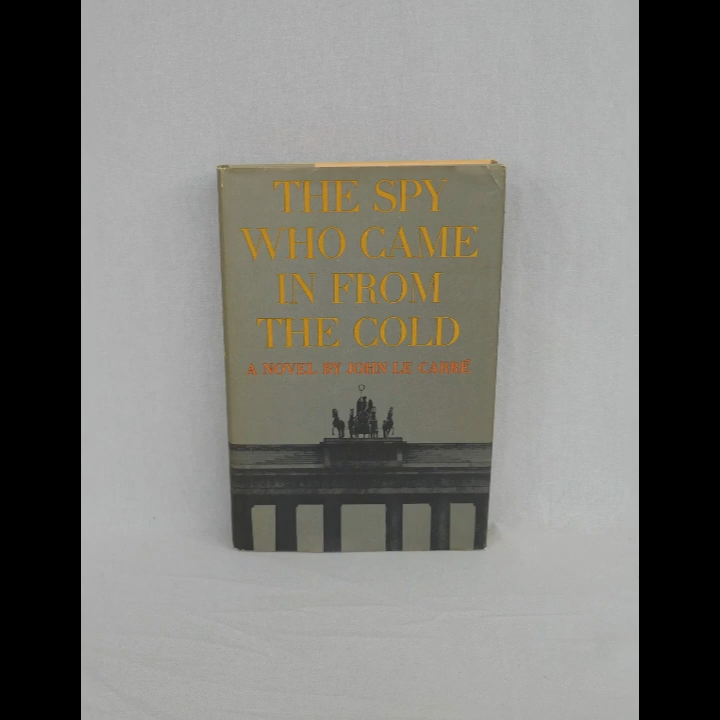 THE SPY
WHO CAME
IN FROM
THE COLD
A NOVEL BY JOHN LE CARRÉ